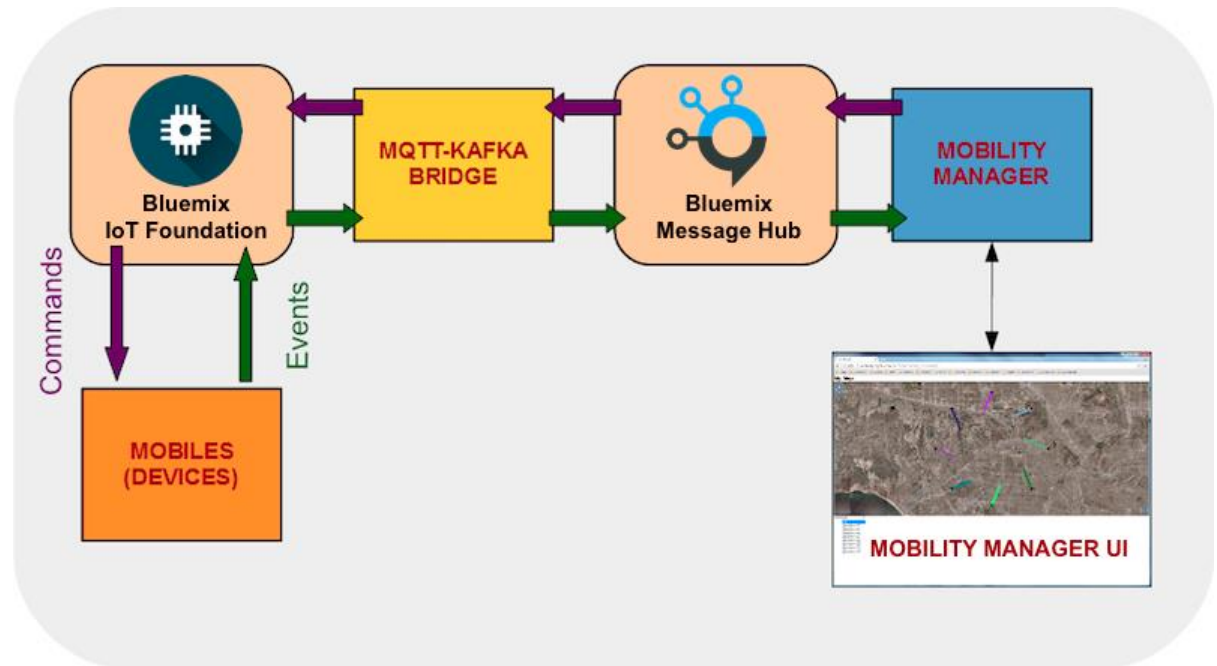 Bluemix
IoT Foundation
MQTT-KAFKA
BRIDGE
Bluemix
Message Hub
MOBILITY
MANAGER
Commands
Events
MOBILES
(DEVICES)
MOBILITY MANAGER UI